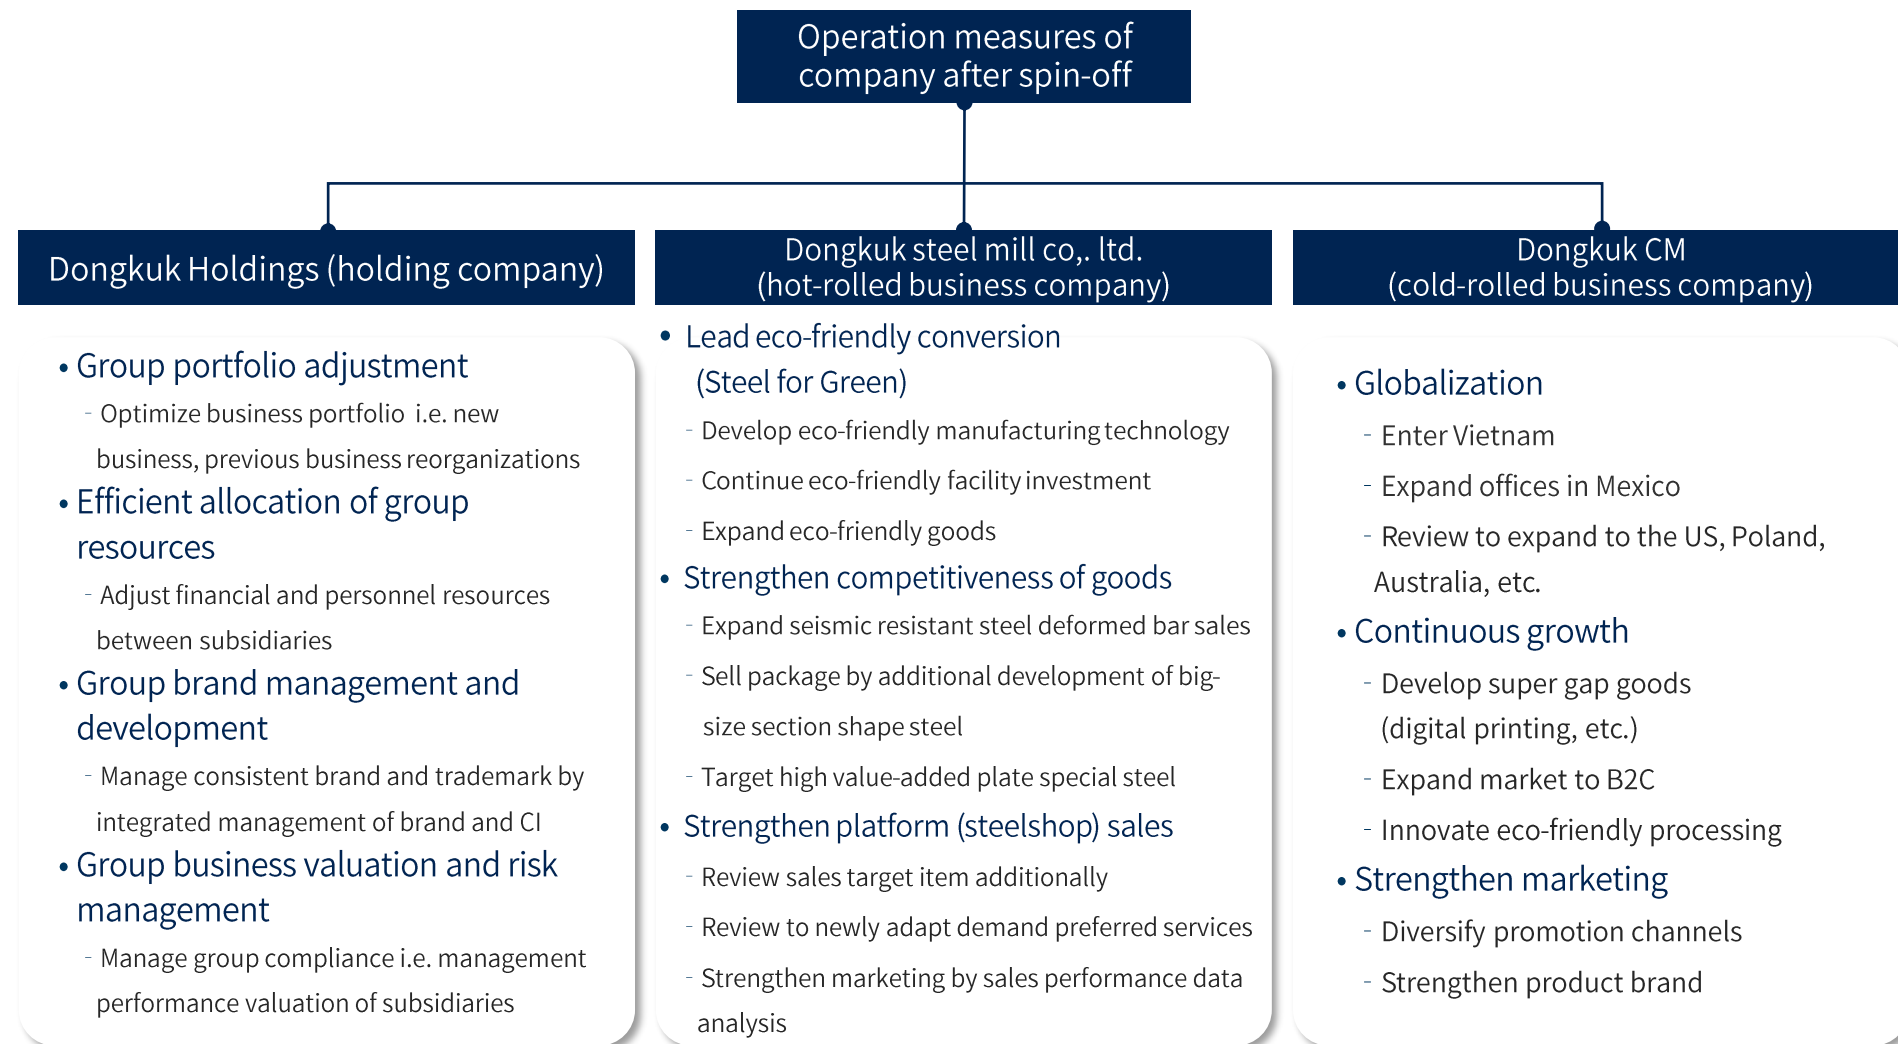 Operation measures of
company after spin-off
Dongkuk Holdings (holding company)
• Group portfolio adjustment
- Optimize business portfolio i.e. new
business, previous business reorganizations
• Efficient allocation of group
resources
- Adjust financial and personnel resources
between subsidiaries
• Group brand management and
development
- Manage consistent brand and trademark by
integrated management of brand and CI
• Group business valuation and risk
management
- Manage group compliance i.e. management
performance valuation of subsidiaries
Dongkuk steel mill co,. ltd.
(hot-rolled business company)
• Lead eco-friendly conversion
(Steel for Green)
- Develop eco-friendly manufacturing technology
- Continue eco-friendly facility investment
- Expand eco-friendly goods
• Strengthen competitiveness of goods
- Expand seismic resistant steel deformed bar sales
- Sell package by additional development of big-
size section shape steel
- Target high value-added plate special steel
• Strengthen platform (steelshop) sales
- Review sales target item additionally
- Review to newly adapt demand preferred services
- Strengthen marketing by sales performance data
analysis
Dongkuk CM
(cold-rolled business company)
• Globalization
- Enter Vietnam
- Expand offices in Mexico
- Review to expand to the US, Poland,
Australia, etc.
• Continuous growth
- Develop super gap goods
(digital printing, etc.)
- Expand market to B2C
- Innovate eco-friendly processing
• Strengthen marketing
- Diversify promotion channels
- Strengthen product brand